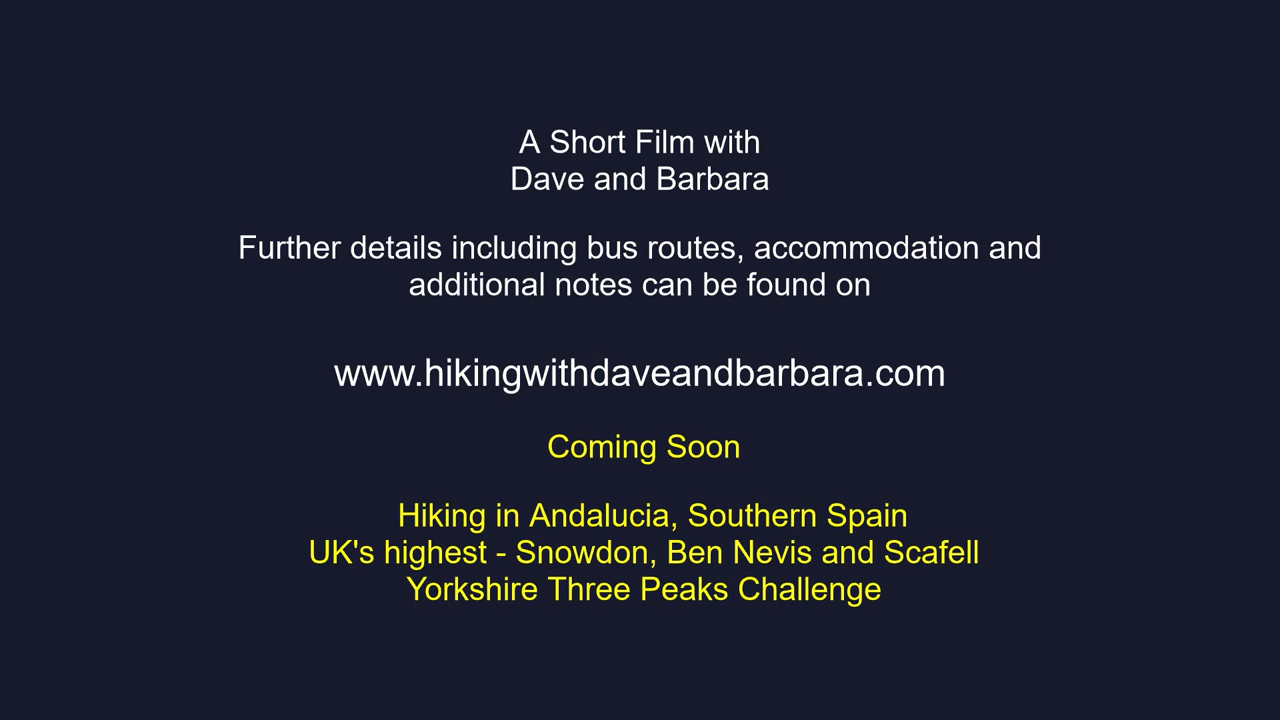 A Short Film with
Dave and Barbara
Further details including bus routes, accommodation and
additional notes can be found on
www.hikingwithdaveandbarbara.com
Coming Soon
Hiking in Andalucia, Southern Spain
UK's highest - Snowdon, Ben Nevis and Scafell
Yorkshire Three Peaks Challenge